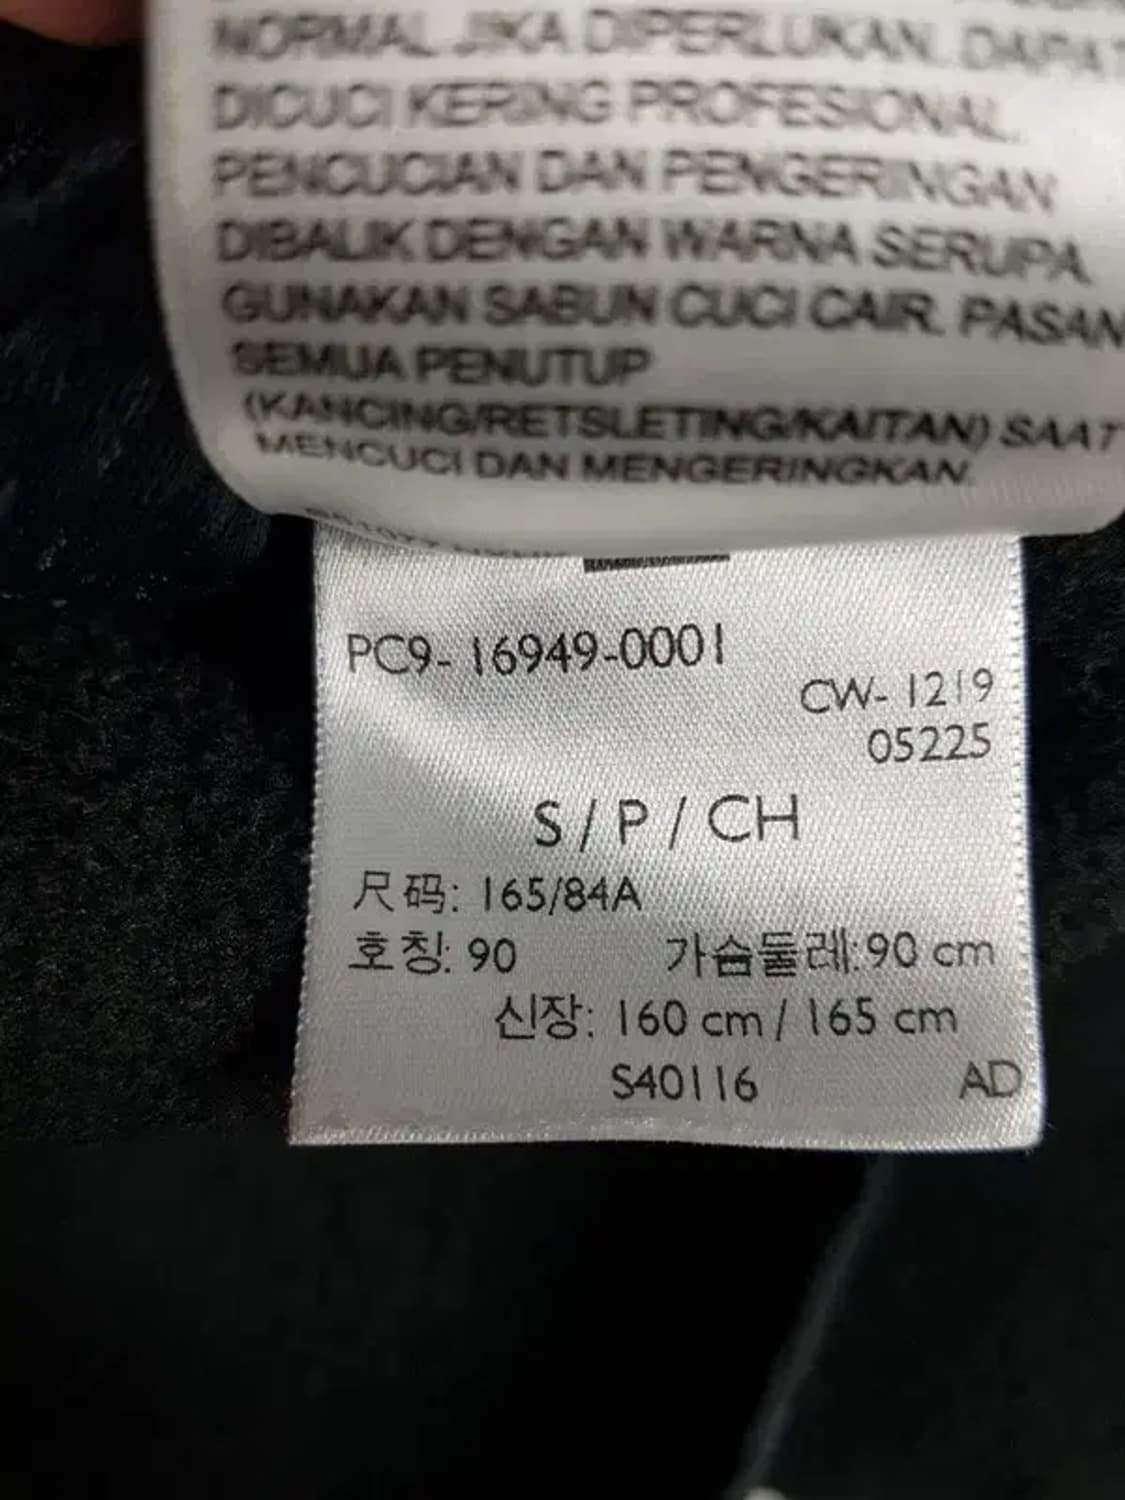 NORMAL JIKA DIPERLUKAN. DAPAT
DICUCI KERING PROFESIONAL.
PENCUCIAN DAN PENGERINGAN
DIBALIK DENGAN WARNA SERUPA.
GUNAKAN SABUN CUCI CAIR. PASAN
SEMUA PENUTUP
(KANCING/RETSLETING/KAITAN) SAAT
MENCUCI DAN MENGERINGKAN.
PC9-16949-0001
CW-1219
05225
S / P / CH
尺码: 165/84A
호칭: 90 가슴둘레:90 cm
신장: 160 cm / 165 cm
S40116 AD